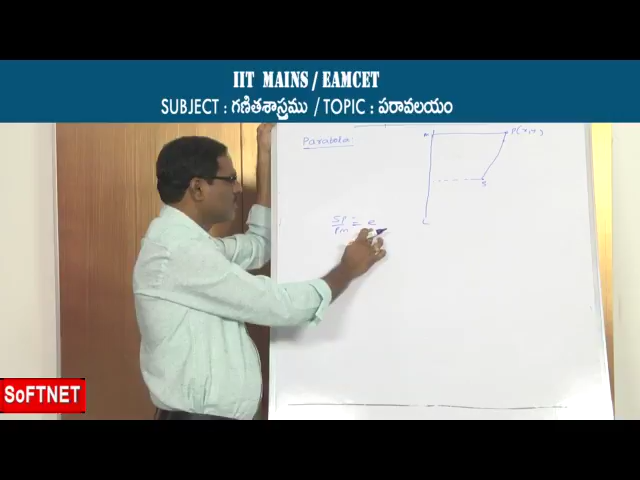 IIT MAINS / EAMCET
SUBJECT : గణితశాస్త్రము / TOPIC : పరావలయం
Parabola:
P(x,y)
S
L
SP/PM = e
SoFTNET